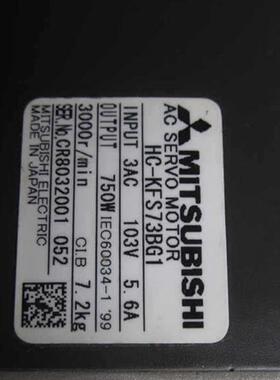 MITSUBISHI
AC SERVO MOTOR
HC-KFS73BG1
INPUT 3AC 103V 5.6A
OUTPUT 750W IEC60034-1 '99
3000r/min Cl.B 7.2kg
SER.No.CR8032001 052
MITSUBISHI ELECTRIC
MADE IN JAPAN